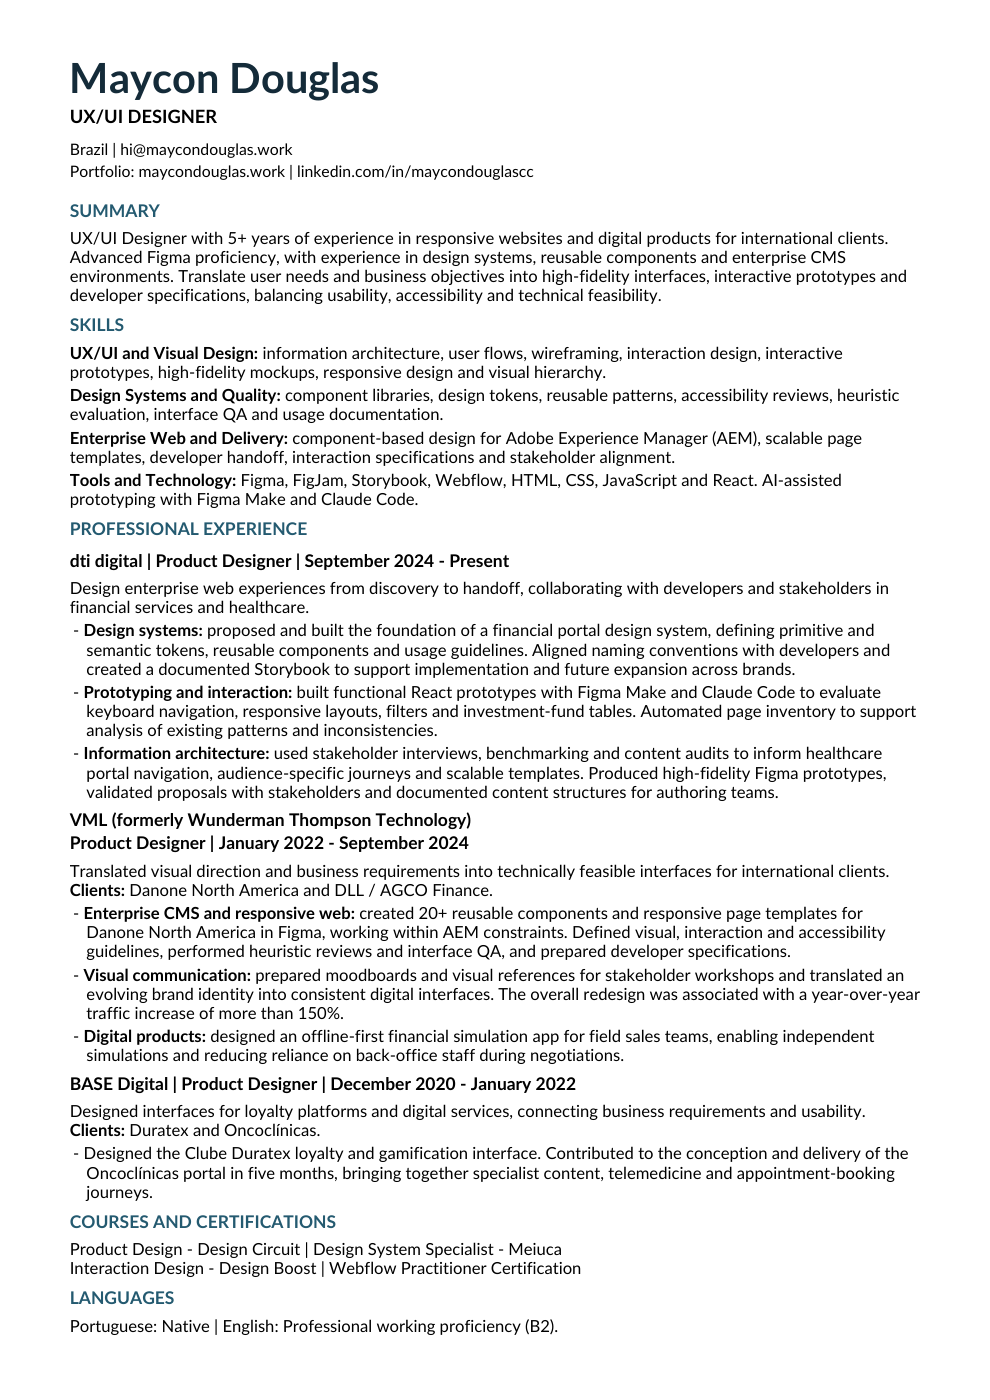 Maycon Douglas
UX/UI DESIGNER
Brazil | hi@maycondouglas.work
Portfolio: maycondouglas.work | linkedin.com/in/maycondouglascc
SUMMARY
UX/UI Designer with 5+ years of experience in responsive websites and digital products for international clients.
Advanced Figma proficiency, with experience in design systems, reusable components and enterprise CMS
environments. Translate user needs and business objectives into high-fidelity interfaces, interactive prototypes and
developer specifications, balancing usability, accessibility and technical feasibility.
SKILLS
UX/UI and Visual Design: information architecture, user flows, wireframing, interaction design, interactive
prototypes, high-fidelity mockups, responsive design and visual hierarchy.
Design Systems and Quality: component libraries, design tokens, reusable patterns, accessibility reviews, heuristic
evaluation, interface QA and usage documentation.
Enterprise Web and Delivery: component-based design for Adobe Experience Manager (AEM), scalable page
templates, developer handoff, interaction specifications and stakeholder alignment.
Tools and Technology: Figma, FigJam, Storybook, Webflow, HTML, CSS, JavaScript and React. AI-assisted
prototyping with Figma Make and Claude Code.
PROFESSIONAL EXPERIENCE
dti digital | Product Designer | September 2024 - Present
Design enterprise web experiences from discovery to handoff, collaborating with developers and stakeholders in
financial services and healthcare.
- Design systems: proposed and built the foundation of a financial portal design system, defining primitive and
semantic tokens, reusable components and usage guidelines. Aligned naming conventions with developers and
created a documented Storybook to support implementation and future expansion across brands.
- Prototyping and interaction: built functional React prototypes with Figma Make and Claude Code to evaluate
keyboard navigation, responsive layouts, filters and investment-fund tables. Automated page inventory to support
analysis of existing patterns and inconsistencies.
- Information architecture: used stakeholder interviews, benchmarking and content audits to inform healthcare
portal navigation, audience-specific journeys and scalable templates. Produced high-fidelity Figma prototypes,
validated proposals with stakeholders and documented content structures for authoring teams.
VML (formerly Wunderman Thompson Technology)
Product Designer | January 2022 - September 2024
Translated visual direction and business requirements into technically feasible interfaces for international clients.
Clients: Danone North America and DLL / AGCO Finance.
- Enterprise CMS and responsive web: created 20+ reusable components and responsive page templates for
Danone North America in Figma, working within AEM constraints. Defined visual, interaction and accessibility
guidelines, performed heuristic reviews and interface QA, and prepared developer specifications.
- Visual communication: prepared moodboards and visual references for stakeholder workshops and translated an
evolving brand identity into consistent digital interfaces. The overall redesign was associated with a year-over-year
traffic increase of more than 150%.
- Digital products: designed an offline-first financial simulation app for field sales teams, enabling independent
simulations and reducing reliance on back-office staff during negotiations.
BASE Digital | Product Designer | December 2020 - January 2022
Designed interfaces for loyalty platforms and digital services, connecting business requirements and usability.
Clients: Duratex and Oncoclínicas.
- Designed the Clube Duratex loyalty and gamification interface. Contributed to the conception and delivery of the
Oncoclínicas portal in five months, bringing together specialist content, telemedicine and appointment-booking
journeys.
COURSES AND CERTIFICATIONS
Product Design - Design Circuit | Design System Specialist - Meiuca
Interaction Design - Design Boost | Webflow Practitioner Certification
LANGUAGES
Portuguese: Native | English: Professional working proficiency (B2).